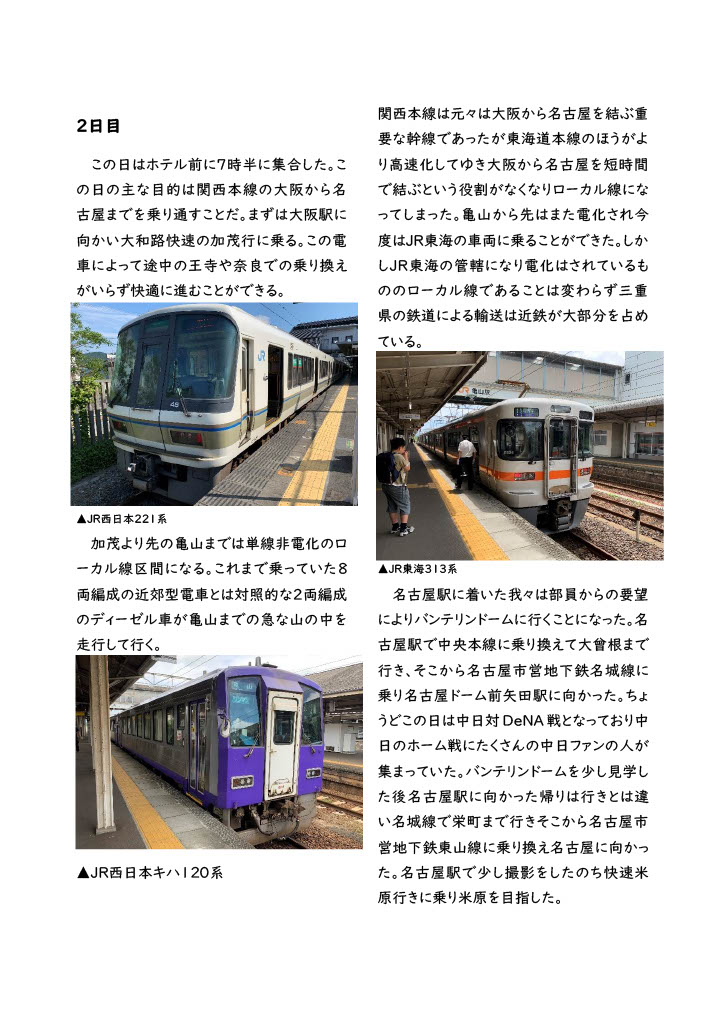 2日目
この日はホテル前に7時半に集合した。こ
の日の主な目的は関西本線の大阪から名
古屋までを乗り通すことだ。まずは大阪駅に
向かい大和路快速の加茂行に乗る。この電
車によって途中の王寺や奈良での乗り換え
がいらず快適に進むことができる。
JR
▲JR西日本221系
加茂より先の亀山までは単線非電化のロ
ーカル線区間になる。これまで乗っていた8
両編成の近郊型電車とは対照的な2両編成
のディーゼル車が亀山までの急な山の中を
走行して行く。
▲JR西日本キハ120系
関西本線は元々は大阪から名古屋を結ぶ重
要な幹線であったが東海道本線のほうがよ
り高速化してゆき大阪から名古屋を短時間
で結ぶという役割がなくなりローカル線にな
ってしまった。亀山から先はまた電化され今
度はJR東海の車両に乗ることができた。しか
しJR東海の管轄になり電化はされているも
ののローカル線であることは変わらず三重
県の鉄道による輸送は近鉄が大部分を占め
ている。
亀山駅
▲JR東海313系
名古屋駅に着いた我々は部員からの要望
によりバンテリンドームに行くことになった。名
古屋駅で中央本線に乗り換えて大曽根まで
行き、そこから名古屋市営地下鉄名城線に
乗り名古屋ドーム前矢田駅に向かった。ちょ
うどこの日は中日対DeNA戦となっており中
日のホーム戦にたくさんの中日ファンの人が
集まっていた。バンテリンドームを少し見学し
た後名古屋駅に向かった帰りは行きとは違
い名城線で栄町まで行きそこから名古屋市
営地下鉄東山線に乗り換え名古屋に向かっ
た。名古屋駅で少し撮影をしたのち快速米
原行きに乗り米原を目指した。